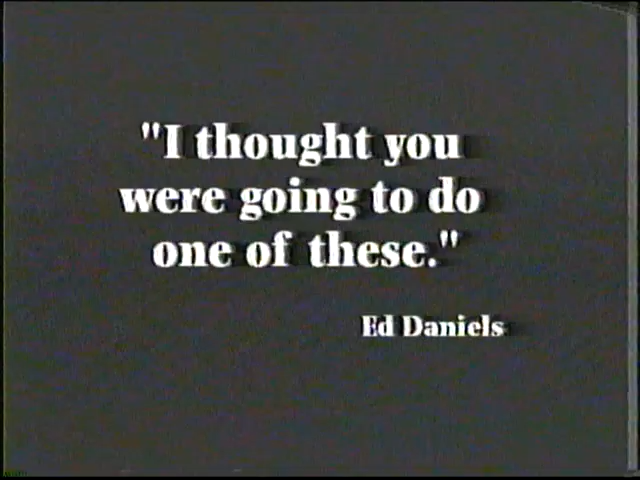 "I thought you
were going to do
one of these."
Ed Daniels